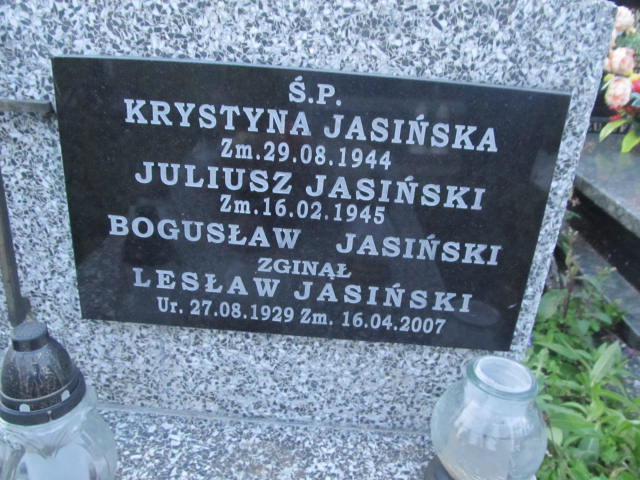 Ś.P.
KRYSTYNA JASIŃSKA
Zm.29.08.1944
JULIUSZ JASIŃSKI
Zm.16.02.1945
BOGUSŁAW JASIŃSKI
ZGINĄŁ
LESŁAW JASIŃSKI
Ur. 27.08.1929 Zm. 16.04.2007